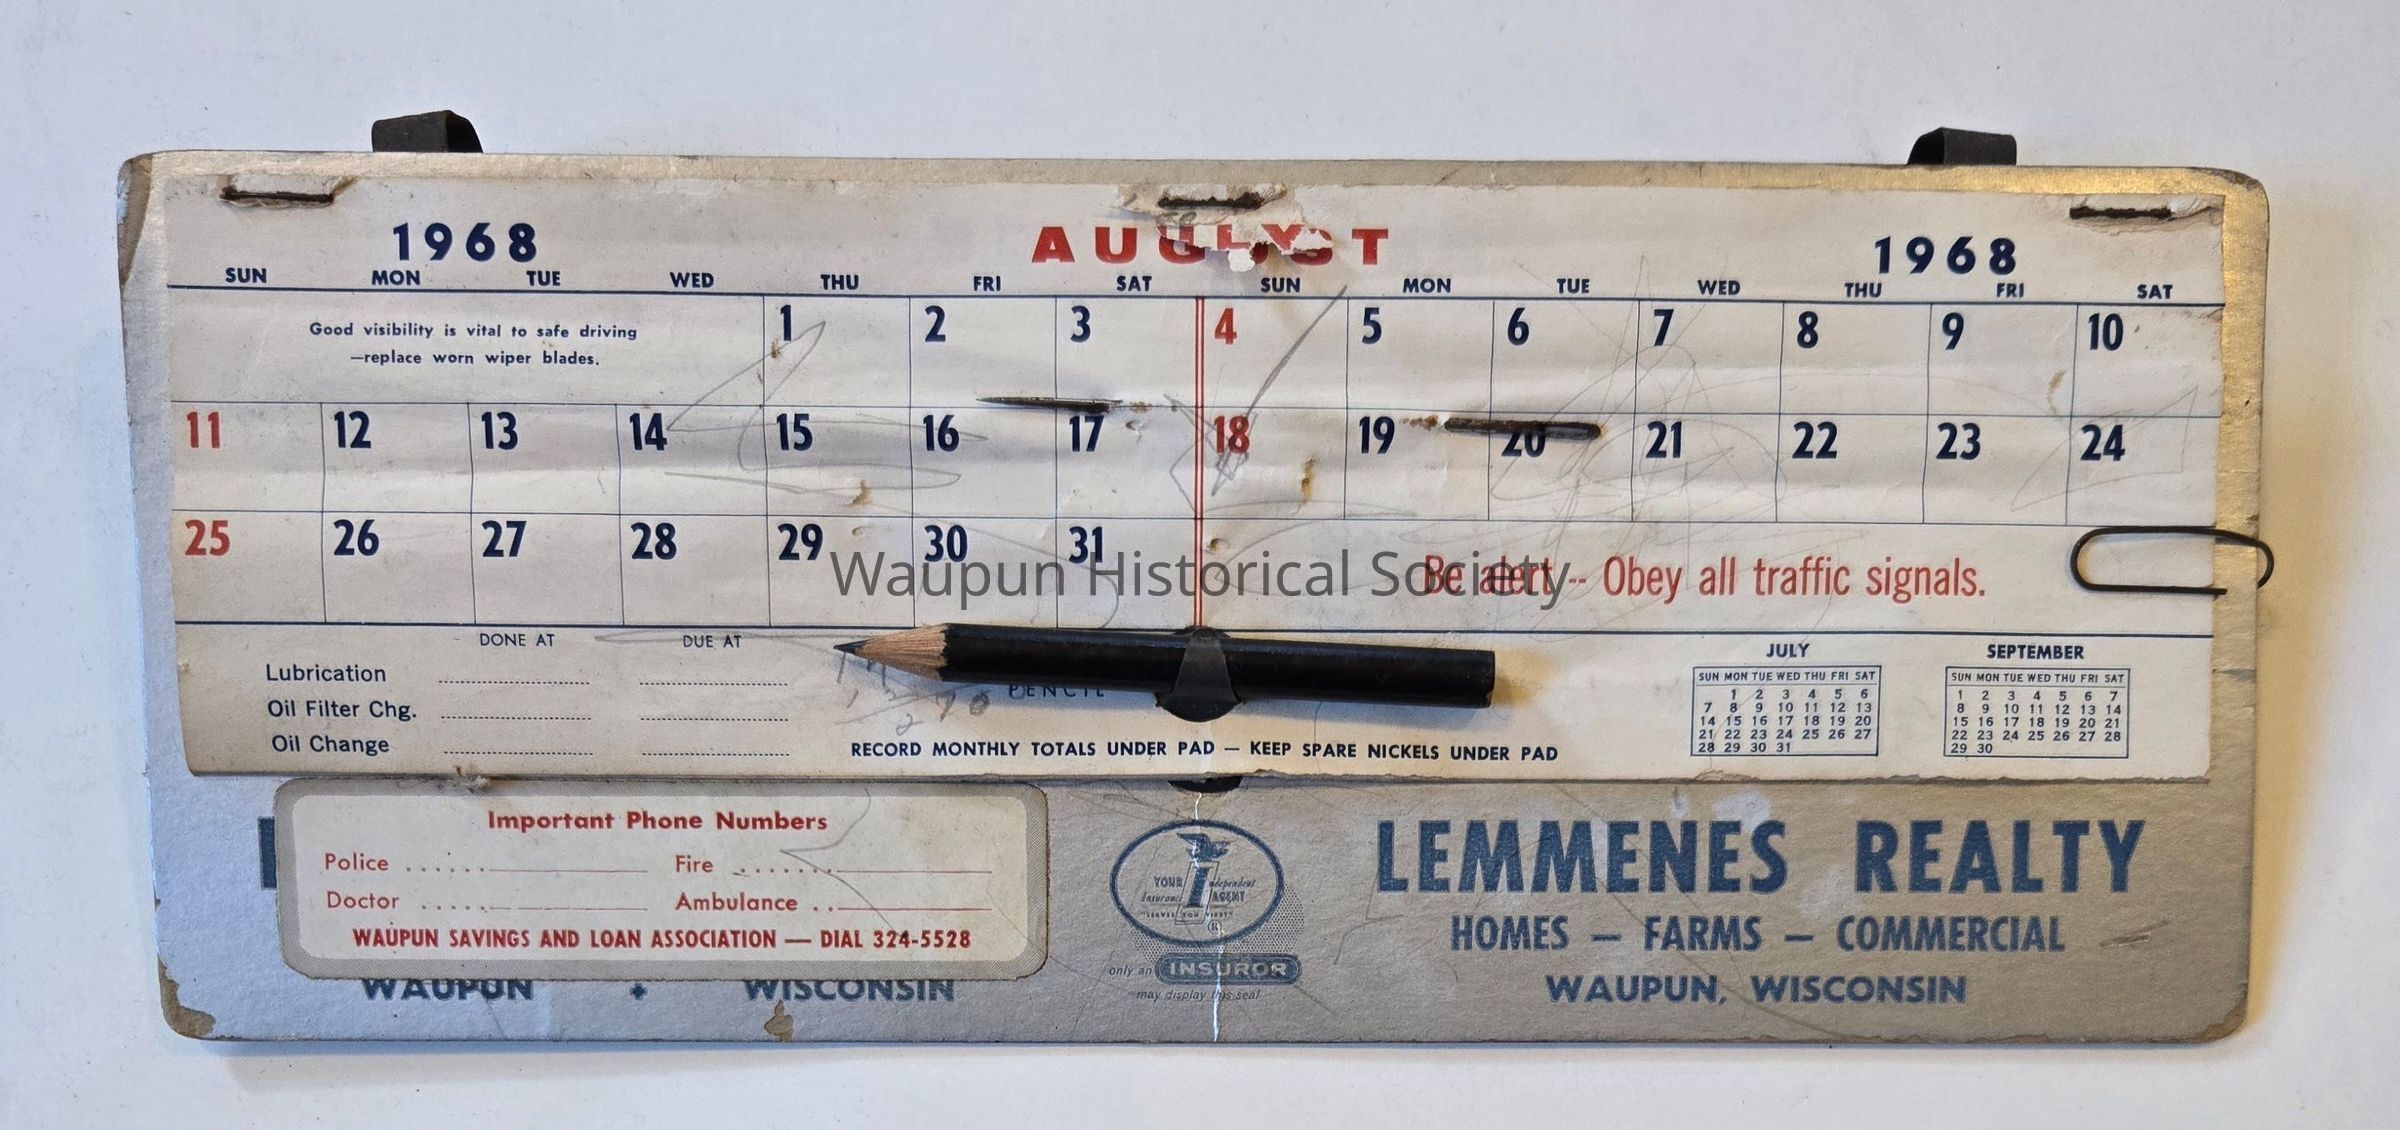 1968 AUGUST 1968
SUN MON TUE WED THU FRI SAT SUN MON TUE WED THU FRI SAT
Good visibility is vital to safe driving
—replace worn wiper blades.
1 2 3 4 5 6 7 8 9 10
11 12 13 14 15 16 17 18 19 20 21 22 23 24
25 26 27 28 29 30 31
Be alert -- Obey all traffic signals.
Waupun Historical Society
DONE AT DUE AT
Lubrication
Oil Filter Chg.
Oil Change
PENCIL
RECORD MONTHLY TOTALS UNDER PAD — KEEP SPARE NICKELS UNDER PAD
JULY
SUN MON TUE WED THU FRI SAT
1 2 3 4 5 6
7 8 9 10 11 12 13
14 15 16 17 18 19 20
21 22 23 24 25 26 27
28 29 30 31
SEPTEMBER
SUN MON TUE WED THU FRI SAT
1 2 3 4 5 6 7
8 9 10 11 12 13 14
15 16 17 18 19 20 21
22 23 24 25 26 27 28
29 30
Important Phone Numbers
Police Fire
Doctor Ambulance
WAUPUN SAVINGS AND LOAN ASSOCIATION — DIAL 324-5528
WAUPUN WISCONSIN
YOUR Independent
Insurance AGENT
"SERVES YOU FIRST"
®
only an INSUROR
may display this seal
LEMMENES REALTY
HOMES — FARMS — COMMERCIAL
WAUPUN, WISCONSIN